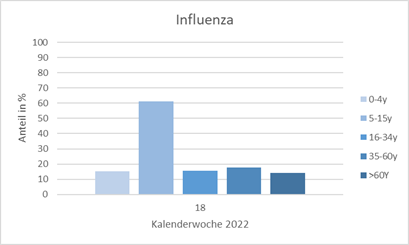 Influenza
100
90
80
70
60
50
40
30
20
10
0
Anteil in %
18
Kalenderwoche 2022
0-4y
5-15y
16-34y
35-60y
>60Y